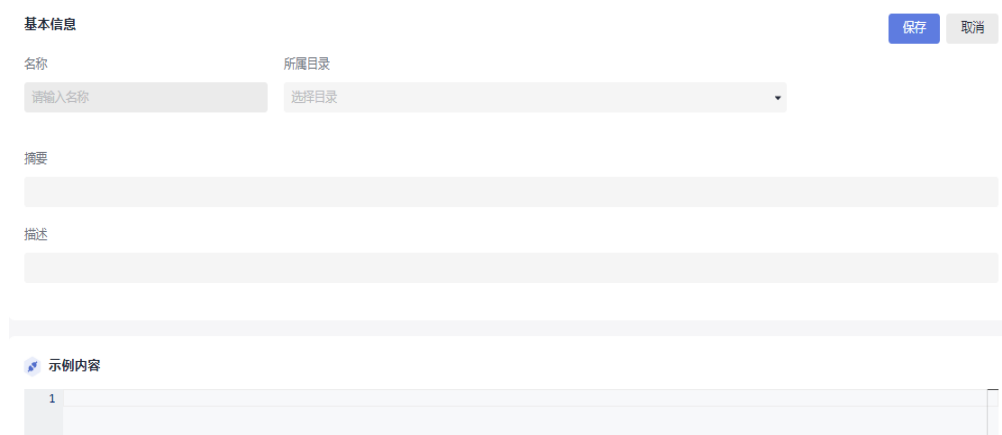 基本信息
保存 取消
名称 所属目录
请输入名称 选择目录
摘要
描述
示例内容
1